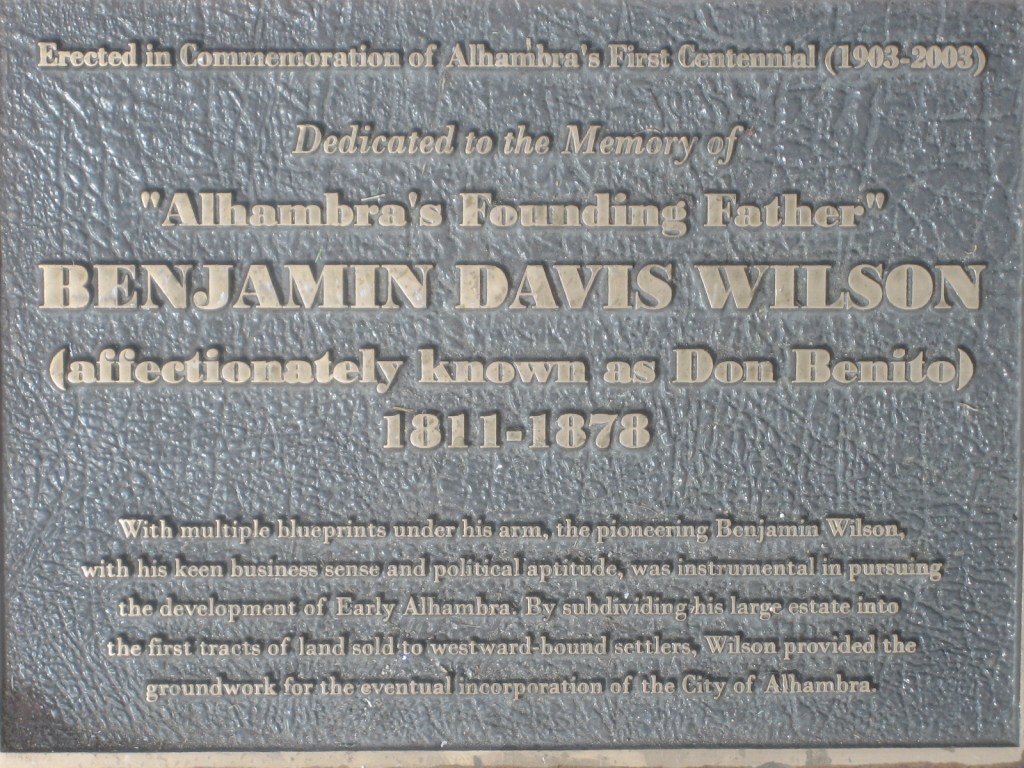 Erected in Commemoration of Alhambra's First Centennial (1903-2003)
Dedicated to the Memory of
"Alhambra's Founding Father"
BENJAMIN DAVIS WILSON
(affectionately known as Don Benito)
1811-1878
With multiple blueprints under his arm, the pioneering Benjamin Wilson,
with his keen business sense and political aptitude, was instrumental in pursuing
the development of Early Alhambra. By subdividing his large estate into
the first tracts of land sold to westward-bound settlers, Wilson provided the
groundwork for the eventual incorporation of the City of Alhambra.